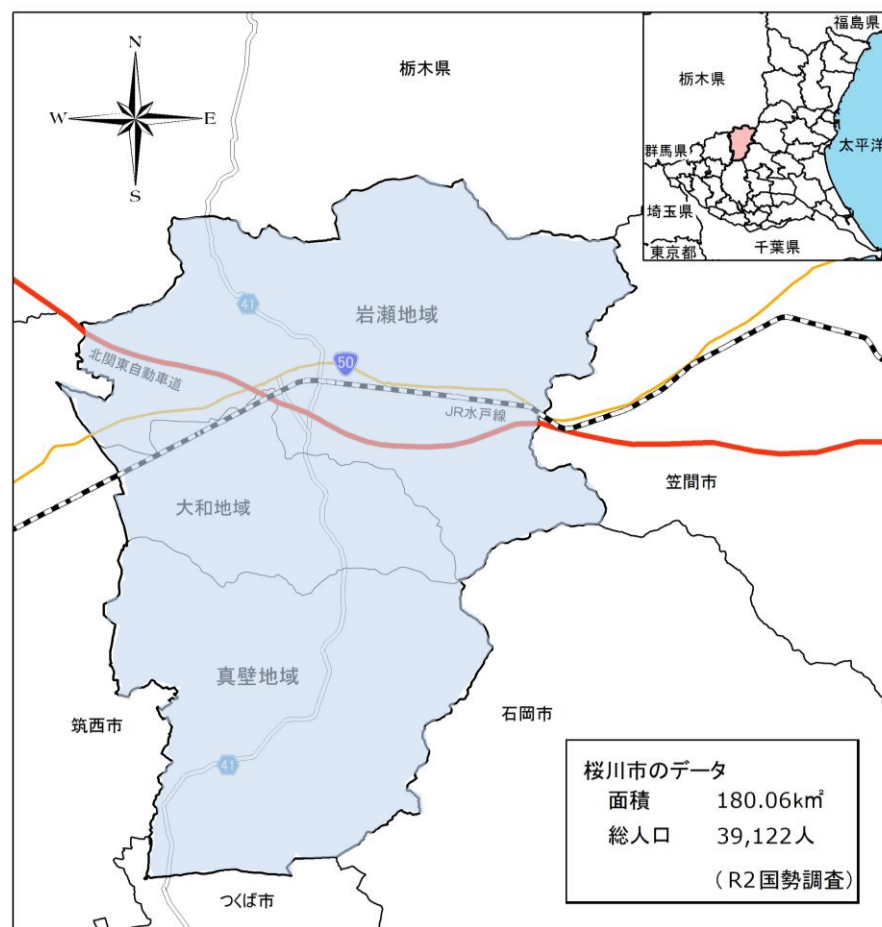 N
W
E
S
栃木県
福島県
栃木県
群馬県
太平洋
埼玉県
東京都
千葉県
41
岩瀬地域
北関東自動車道
50
JR水戸線
大和地域
笠間市
真壁地域
筑西市
41
石岡市
つくば市
桜川市のデータ
面積 180.06k㎡
総人口 39,122人
(R2国勢調査)